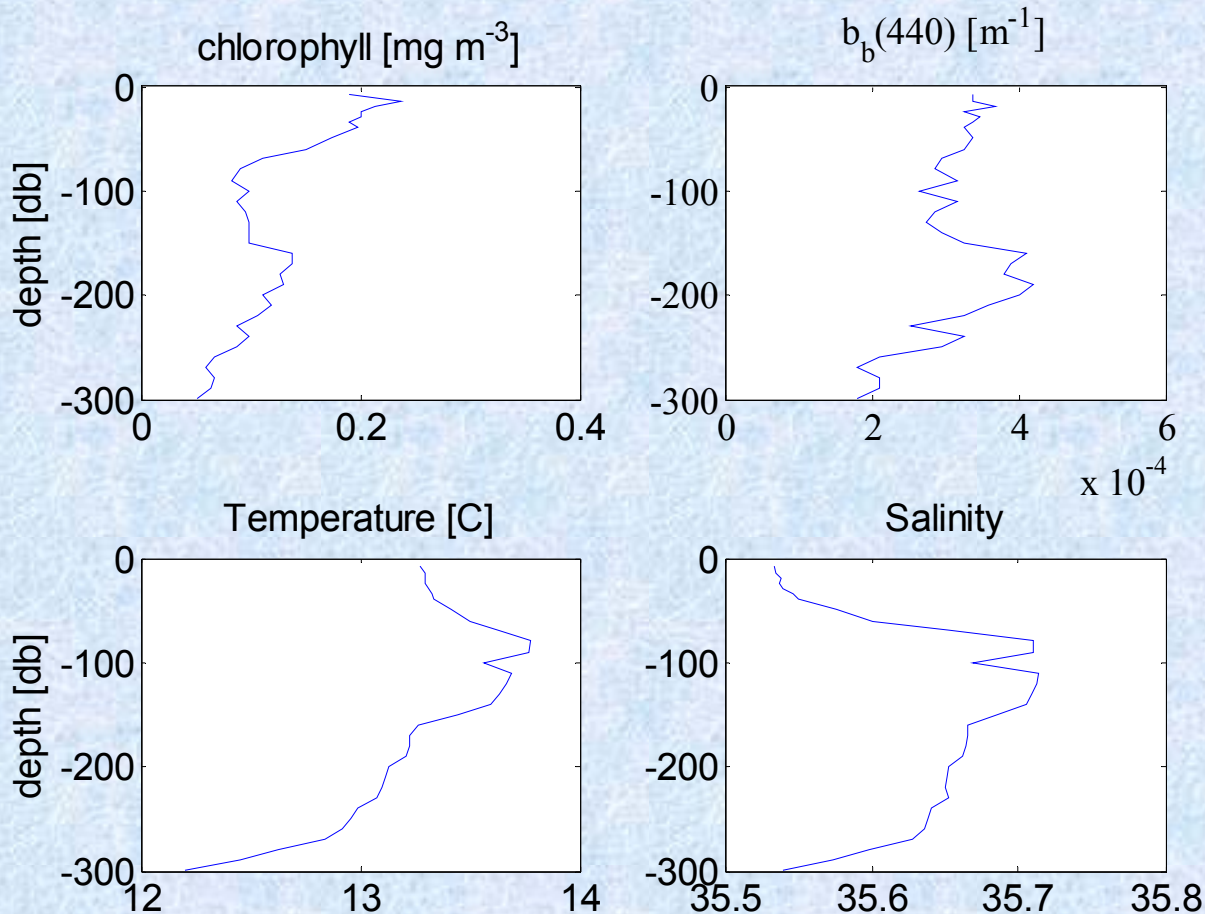 chlorophyll [mg m⁻³]
b_b(440) [m⁻¹]
depth [db]
0
-100
-200
-300
0 0.2 0.4
0
-100
-200
-300
0 2 4 6
x 10⁻⁴
Temperature [C]
Salinity
depth [db]
0
-100
-200
-300
12 13 14
0
-100
-200
-300
35.5 35.6 35.7 35.8